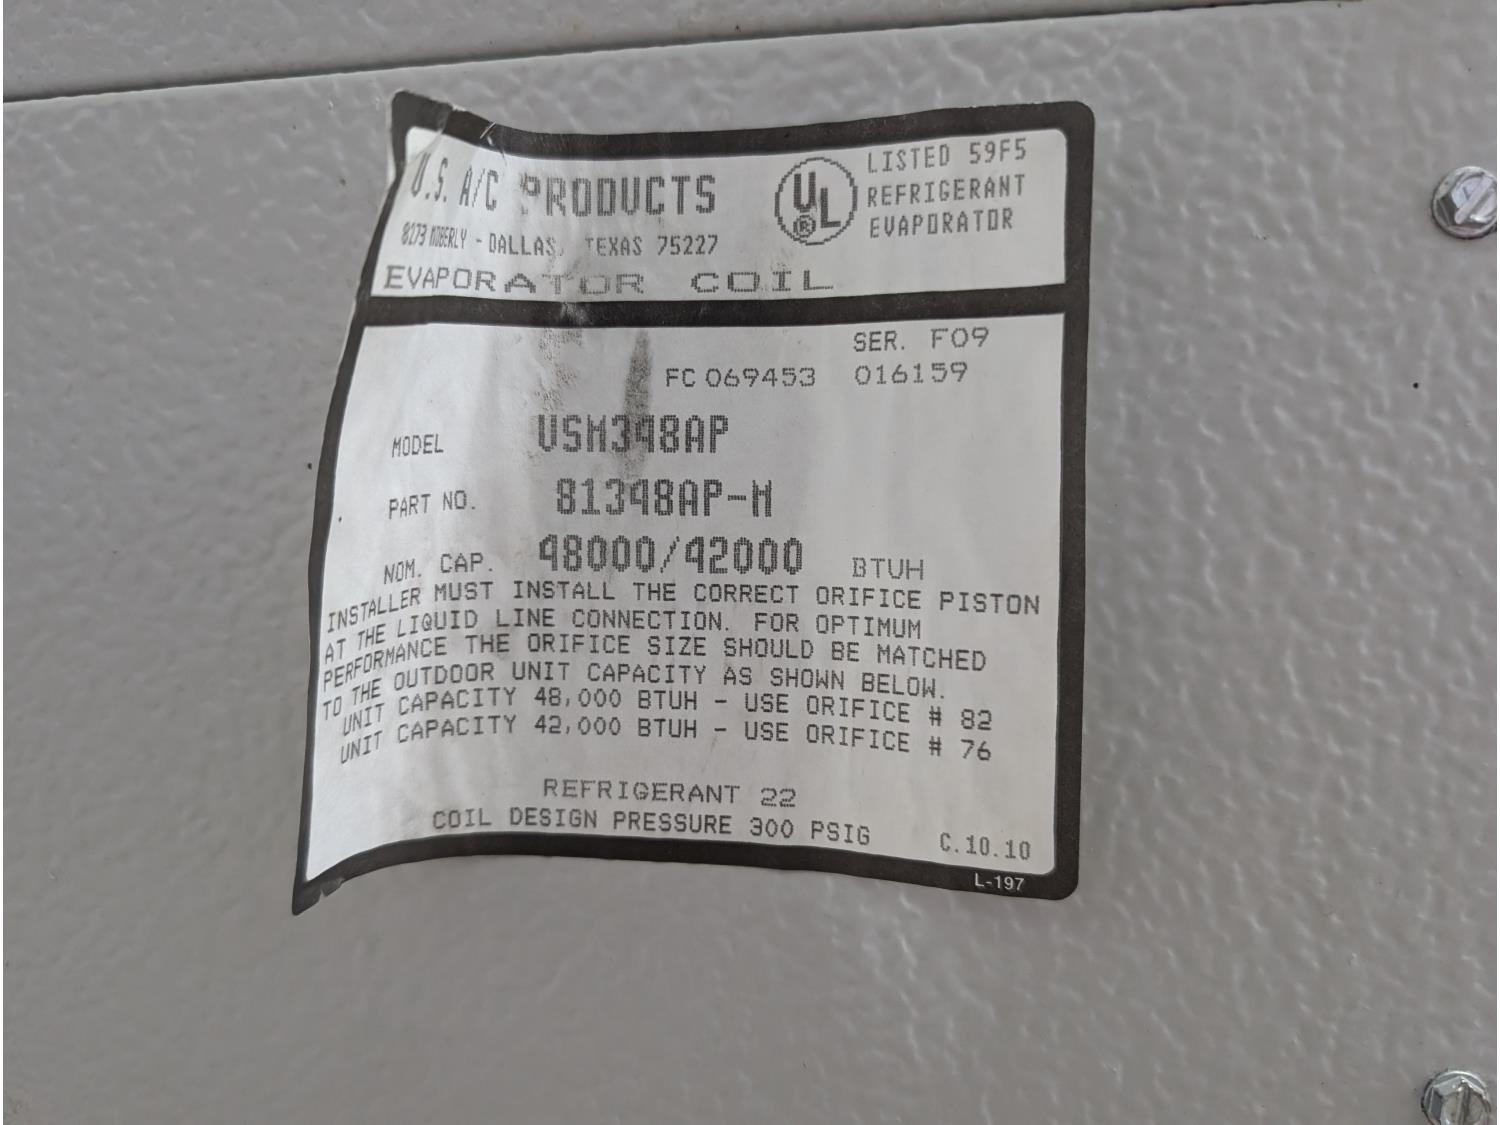 U.S. A/C PRODUCTS
8273 MOBERLY - DALLAS, TEXAS 75227
EVAPORATOR COIL
UL
®
LISTED 59F5
REFRIGERANT
EVAPORATOR
SER. F09
FC 069453 016159
MODEL USM348AP
PART NO. 81348AP-M
NOM. CAP. 48000/42000 BTUH
INSTALLER MUST INSTALL THE CORRECT ORIFICE PISTON
AT THE LIQUID LINE CONNECTION. FOR OPTIMUM
PERFORMANCE THE ORIFICE SIZE SHOULD BE MATCHED
TO THE OUTDOOR UNIT CAPACITY AS SHOWN BELOW.
UNIT CAPACITY 48,000 BTUH - USE ORIFICE # 82
UNIT CAPACITY 42,000 BTUH - USE ORIFICE # 76
REFRIGERANT 22
COIL DESIGN PRESSURE 300 PSIG C.10.10
L-197